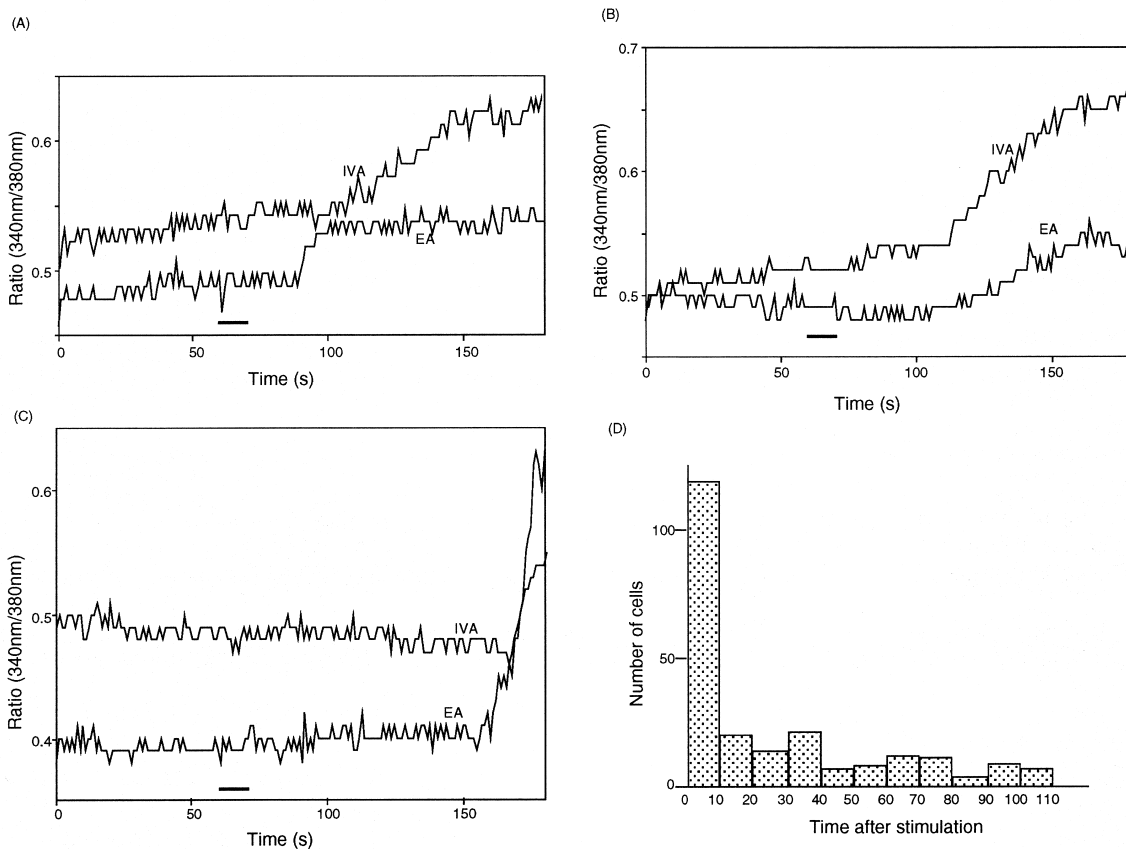 (A)
Ratio (340nm/380nm)
0.6
0.5
IVA
EA
0 50 100 150
Time (s)
(B)
Ratio (340nm/380nm)
0.7
0.6
0.5
IVA
EA
0 50 100 150
Time (s)
(C)
Ratio (340nm/380nm)
0.6
0.5
0.4
IVA
EA
0 50 100 150
Time (s)
(D)
Number of cells
100
50
0
0 10 20 30 40 50 60 70 80 90 100 110
Time after stimulation